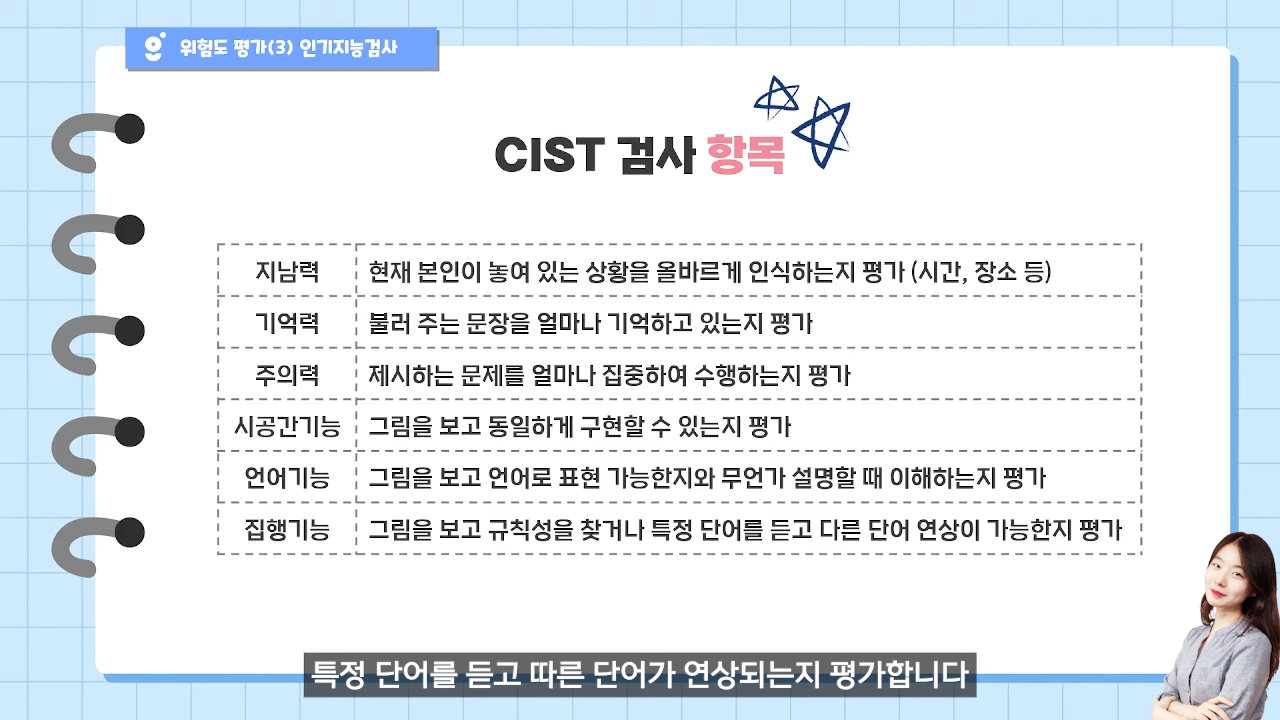 위험도 평가(3) 인기지능검사
CIST 검사 항목
지남력 현재 본인이 놓여 있는 상황을 올바르게 인식하는지 평가 (시간, 장소 등)
기억력 불러 주는 문장을 얼마나 기억하고 있는지 평가
주의력 제시하는 문제를 얼마나 집중하여 수행하는지 평가
시공간기능 그림을 보고 동일하게 구현할 수 있는지 평가
언어기능 그림을 보고 언어로 표현 가능한지와 무언가 설명할 때 이해하는지 평가
집행기능 그림을 보고 규칙성을 찾거나 특정 단어를 듣고 다른 단어 연상이 가능한지 평가
특정 단어를 듣고 따른 단어가 연상되는지 평가합니다